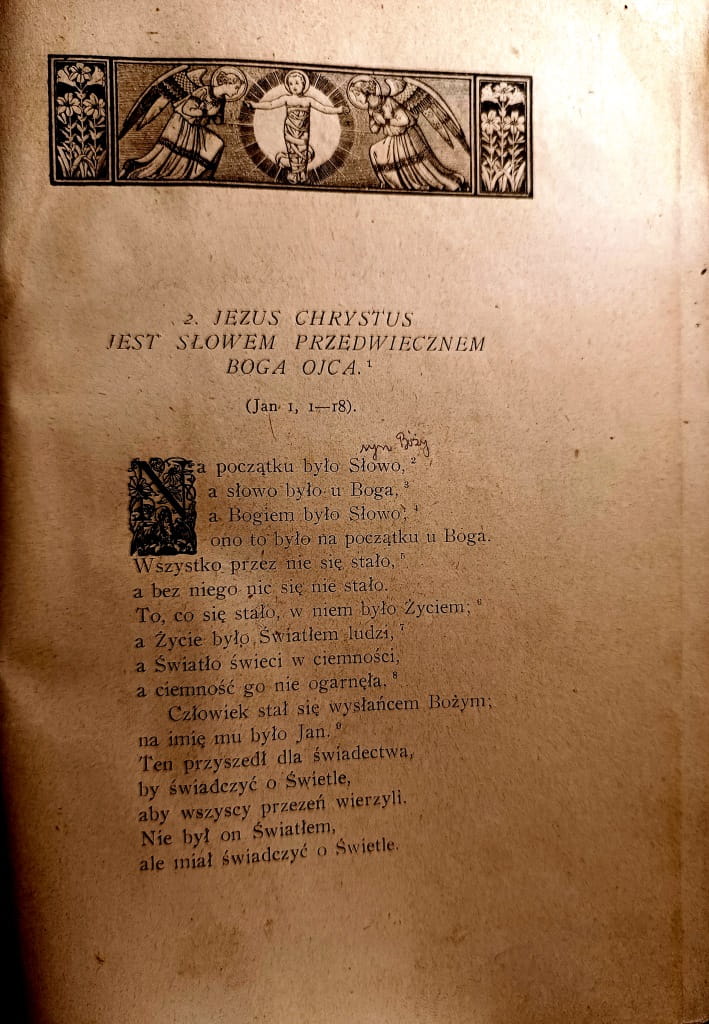 2. JEZUS CHRYSTUS
JEST SŁOWEM PRZEDWIECZNEM
BOGA OJCA.¹
(Jan 1, 1—18).
syn Boży
Na początku było Słowo,²
a słowo było u Boga,³
a Bogiem było Słowo;⁴
ono to było na początku u Boga.
Wszystko przez nie się stało,⁵
a bez niego nic się nie stało.
To, co się stało, w niem było Życiem;⁶
a Życie było Światłem ludzi,⁷
a Światło świeci w ciemności,
a ciemność go nie ogarnęła.⁸
Człowiek stał się wysłańcem Bożym;
na imię mu było Jan.⁹
Ten przyszedł dla świadectwa,
by świadczyć o Świetle,
aby wszyscy przezeń wierzyli.
Nie był on Światłem,
ale miał świadczyć o Świetle.